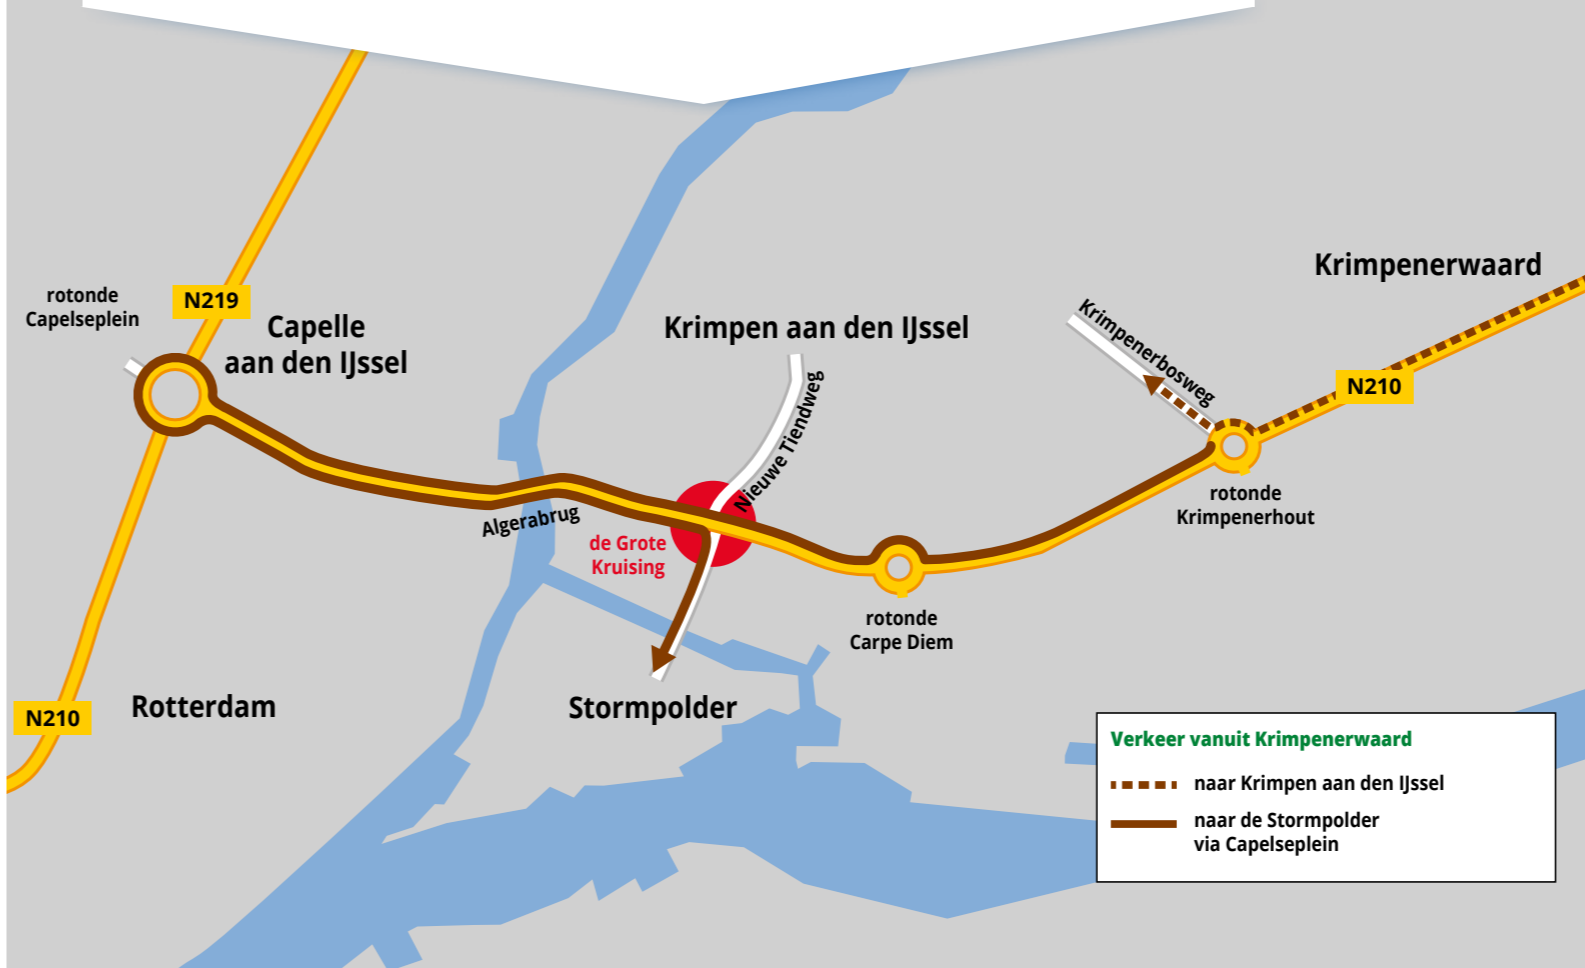 Krimpenerwaard
rotonde
Capelseplein
N219
Capelle
aan den IJssel
Krimpen aan den IJssel
Krimpenerbosweg
N210
Nieuwe Tiendweg
rotonde
Krimpenerhout
Algerabrug
de Grote
Kruising
rotonde
Carpe Diem
N210
Rotterdam
Stormpolder
Verkeer vanuit Krimpenerwaard
naar Krimpen aan den IJssel
naar de Stormpolder
via Capelseplein